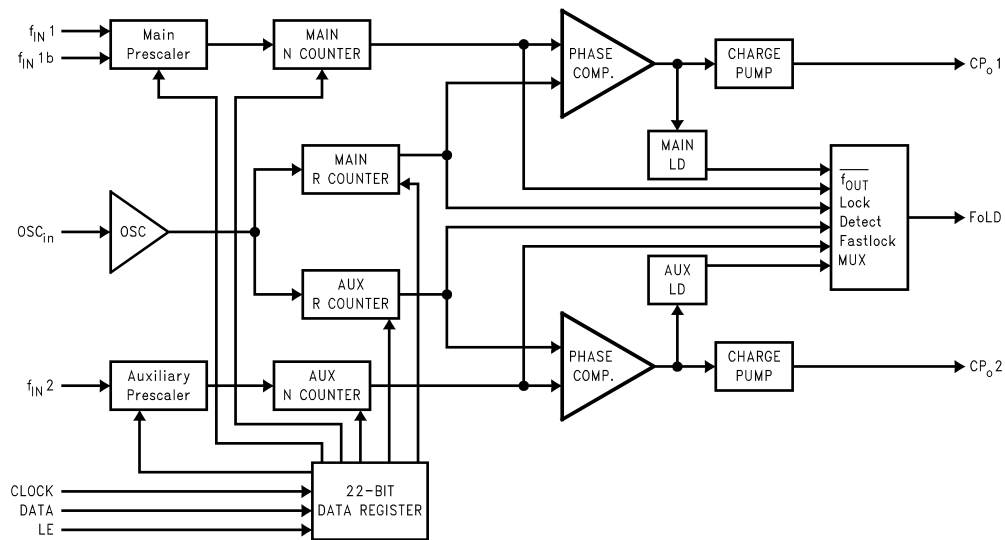 f_IN 1
f_IN 1b
Main
Prescaler
MAIN
N COUNTER
PHASE
COMP.
CHARGE
PUMP
CP_o 1
MAIN
LD
MAIN
R COUNTER
OSC_in
OSC
f_OUT
Lock
Detect
Fastlock
MUX
FoLD
AUX
R COUNTER
AUX
LD
f_IN 2
Auxiliary
Prescaler
AUX
N COUNTER
PHASE
COMP.
CHARGE
PUMP
CP_o 2
CLOCK
DATA
LE
22-BIT
DATA REGISTER